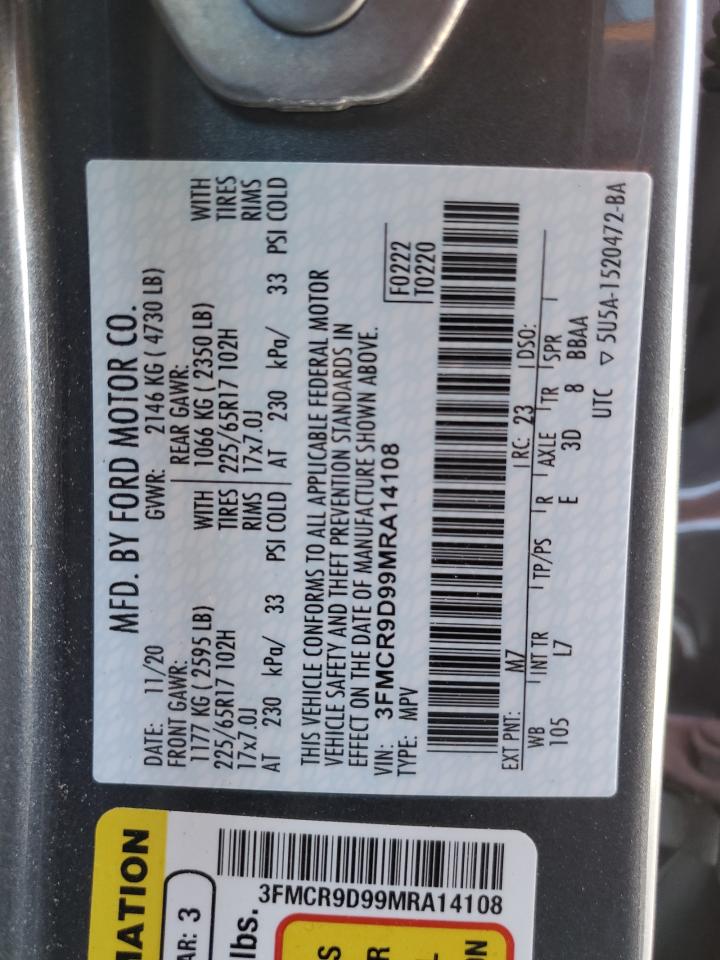 MFD. BY FORD MOTOR CO.
DATE: 11/20 GVWR: 2146 KG ( 4730 LB)
FRONT GAWR: REAR GAWR:
1177 KG ( 2595 LB) WITH 1066 KG (2350 LB) WITH
225/65R17 102H TIRES 225/65R17 102H TIRES
17x7.0J RIMS 17x7.0J RIMS
AT 230 kPa/ 33 PSI COLD AT 230 kPa/ 33 PSI COLD
THIS VEHICLE CONFORMS TO ALL APPLICABLE FEDERAL MOTOR
VEHICLE SAFETY AND THEFT PREVENTION STANDARDS IN
EFFECT ON THE DATE OF MANUFACTURE SHOWN ABOVE.
VIN: 3FMCR9D99MRA14108 F0222
TYPE: MPV T0220
EXT PNT: M7 RC: 23 DSO:
WB INT TR TP/PS R AXLE TR SPR
105 L7 E 3D 8 BBAA
UTC ▽ 5U5A-1520472-BA
MATION
AR: 3
lbs.
3FMCR9D99MRA14108